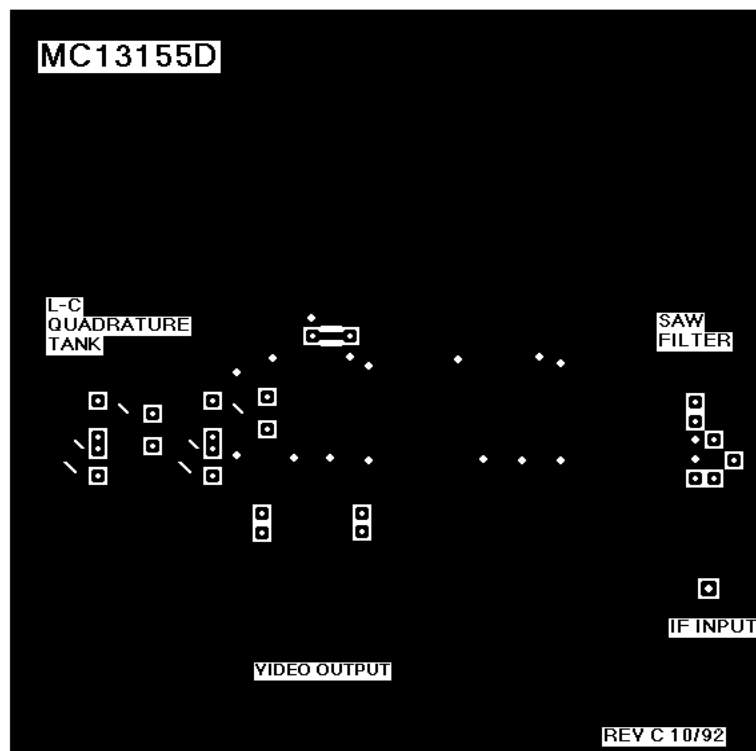 MC13155D
L-C
QUADRATURE
TANK
SAW
FILTER
IF INPUT
VIDEO OUTPUT
REV C 10/92